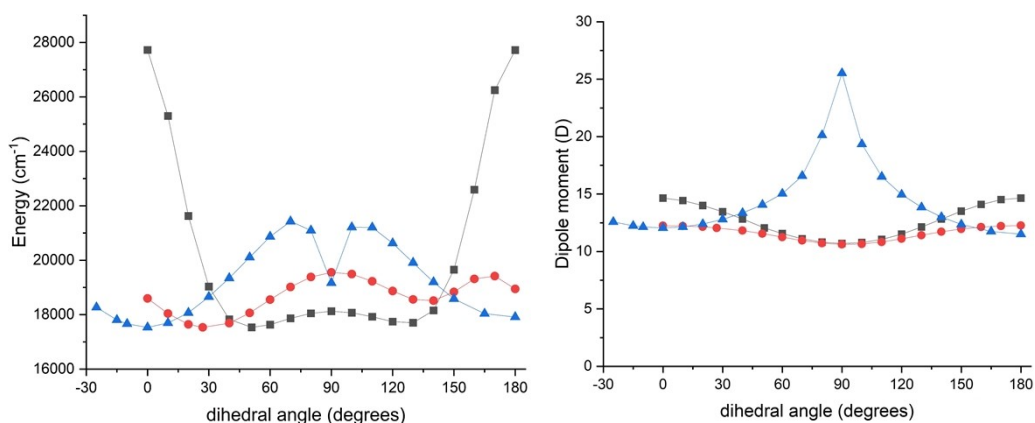 28000
26000
24000
22000
20000
18000
16000
Energy (cm⁻¹)
-30 0 30 60 90 120 150 180
dihedral angle (degrees)
30
25
20
15
10
5
0
Dipole moment (D)
-30 0 30 60 90 120 150 180
dihedral angle (degrees)